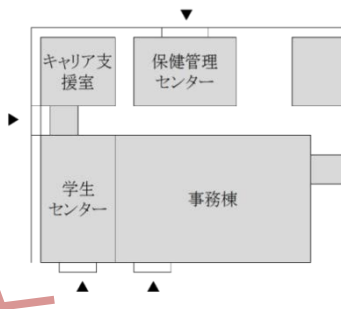 キャリア支
援室
保健管理
センター
学生
センター
事務棟